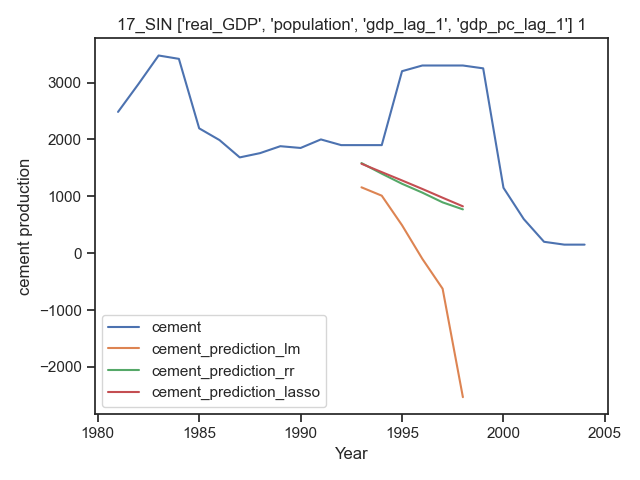 17_SIN ['real_GDP', 'population', 'gdp_lag_1', 'gdp_pc_lag_1'] 1
3000
2000
1000
0
−1000
−2000
cement production
cement
cement_prediction_lm
cement_prediction_rr
cement_prediction_lasso
1980 1985 1990 1995 2000 2005
Year